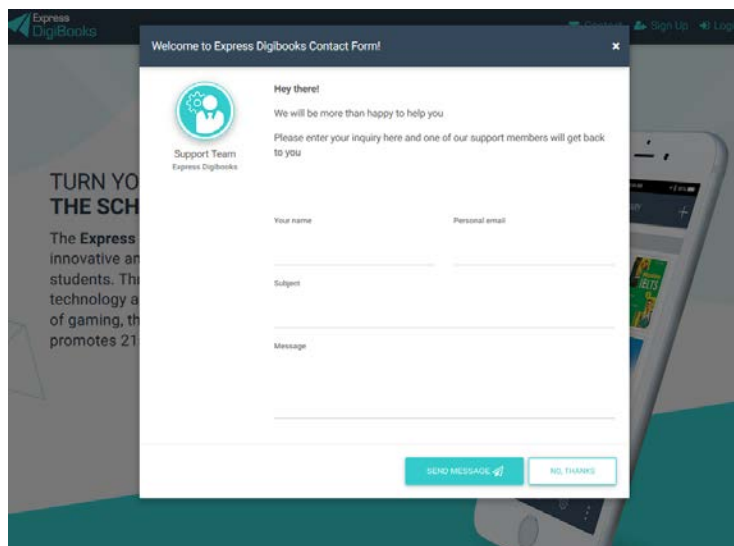 Express
DigiBooks
Contact
Sign Up
Log
Welcome to Express Digibooks Contact Form!
×
Hey there!
We will be more than happy to help you
Please enter your inquiry here and one of our support members will get back
to you
Support Team
Express Digibooks
Your name
Personal email
Subject
Message
SEND MESSAGE
NO, THANKS
TURN YO
THE SCH
The Express
innovative an
students. Thr
technology a
of gaming, th
promotes 21
IELTS